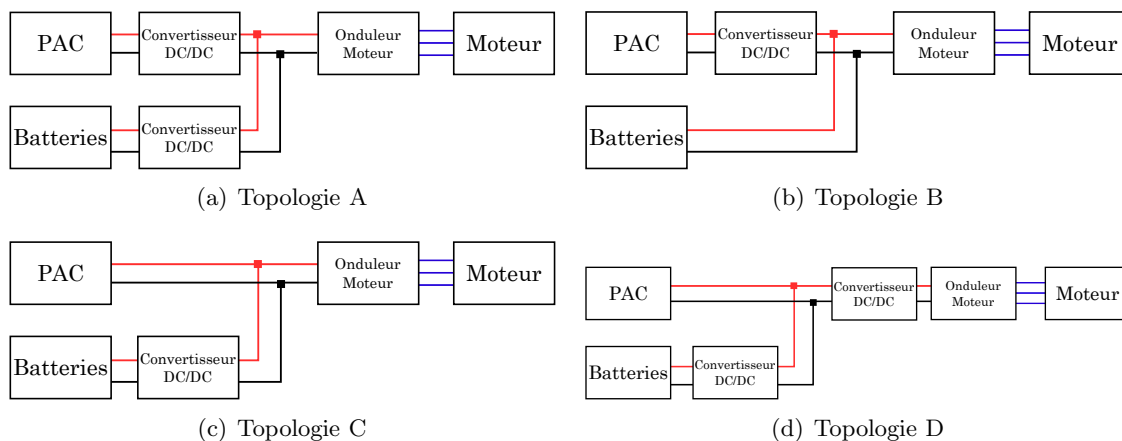 PAC
Convertisseur
DC/DC
Onduleur
Moteur
Moteur
Batteries
Convertisseur
DC/DC
(a) Topologie A
PAC
Convertisseur
DC/DC
Onduleur
Moteur
Moteur
Batteries
(b) Topologie B
PAC
Onduleur
Moteur
Moteur
Batteries
Convertisseur
DC/DC
(c) Topologie C
PAC
Convertisseur
DC/DC
Onduleur
Moteur
Moteur
Batteries
Convertisseur
DC/DC
(d) Topologie D